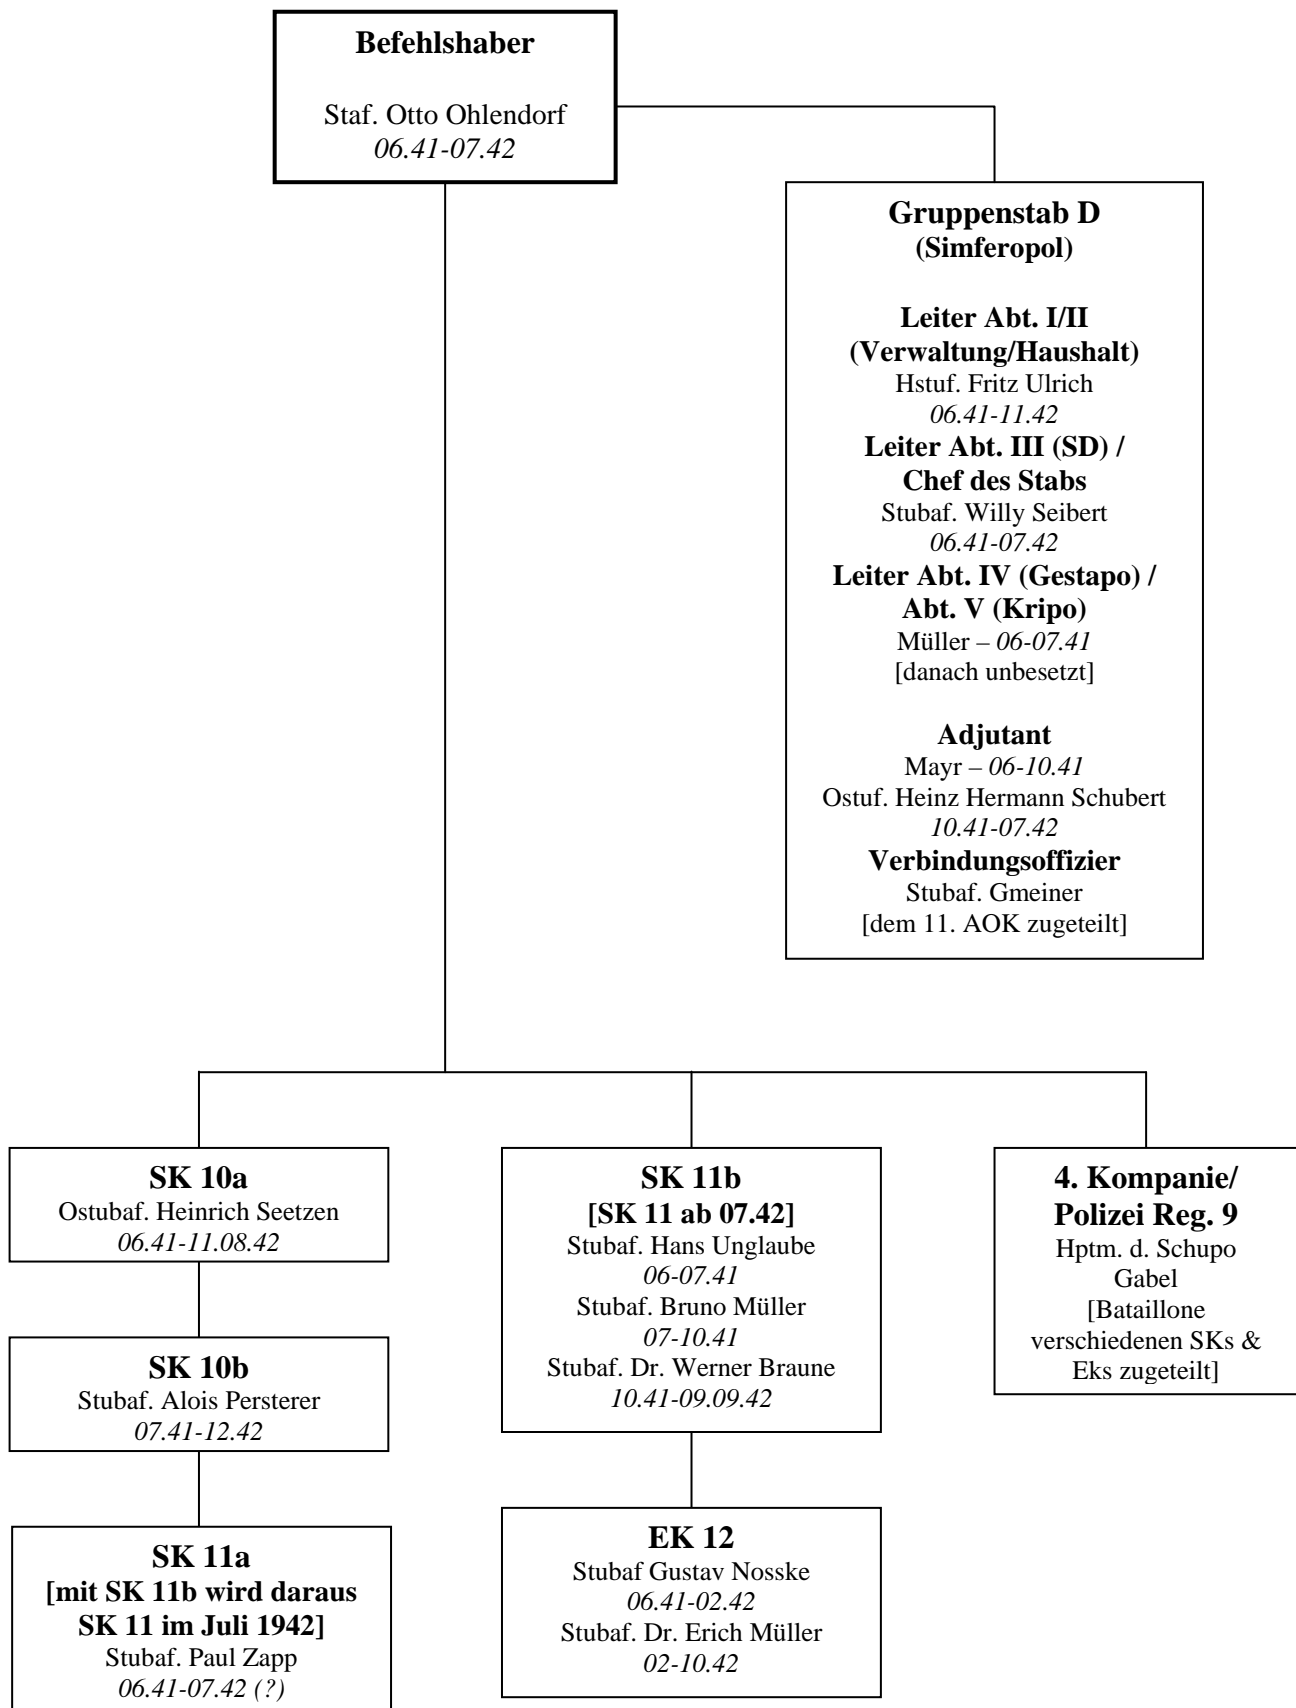 Befehlshaber
Staf. Otto Ohlendorf
06.41-07.42
Gruppenstab D
(Simferopol)
Leiter Abt. I/II
(Verwaltung/Haushalt)
Hstuf. Fritz Ulrich
06.41-11.42
Leiter Abt. III (SD) /
Chef des Stabs
Stubaf. Willy Seibert
06.41-07.42
Leiter Abt. IV (Gestapo) /
Abt. V (Kripo)
Müller – 06-07.41
[danach unbesetzt]
Adjutant
Mayr – 06-10.41
Ostuf. Heinz Hermann Schubert
10.41-07.42
Verbindungsoffizier
Stubaf. Gmeiner
[dem 11. AOK zugeteilt]
SK 10a
Ostubaf. Heinrich Seetzen
06.41-11.08.42
SK 10b
Stubaf. Alois Persterer
07.41-12.42
SK 11a
[mit SK 11b wird daraus
SK 11 im Juli 1942]
Stubaf. Paul Zapp
06.41-07.42 (?)
SK 11b
[SK 11 ab 07.42]
Stubaf. Hans Unglaube
06-07.41
Stubaf. Bruno Müller
07-10.41
Stubaf. Dr. Werner Braune
10.41-09.09.42
EK 12
Stubaf Gustav Nosske
06.41-02.42
Stubaf. Dr. Erich Müller
02-10.42
4. Kompanie/
Polizei Reg. 9
Hptm. d. Schupo
Gabel
[Bataillone
verschiedenen SKs &
Eks zugeteilt]